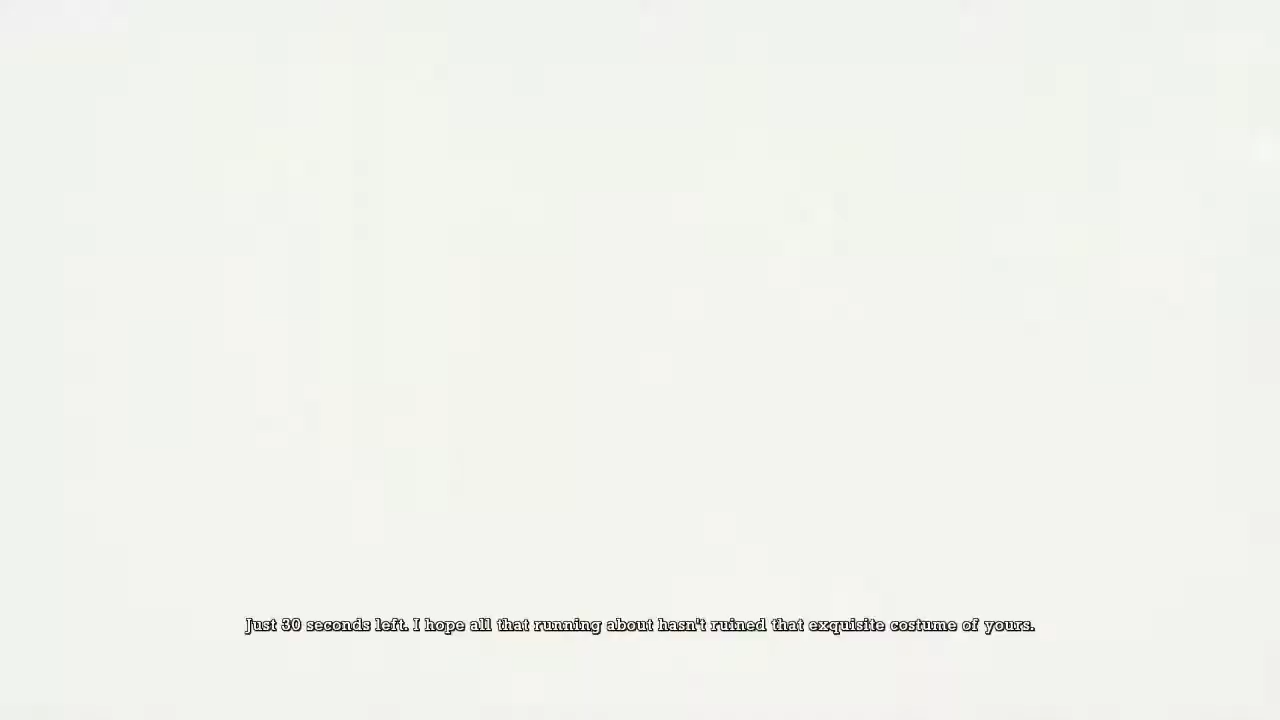 Just 30 seconds left. I hope all that running about hasn't ruined that exquisite costume of yours.